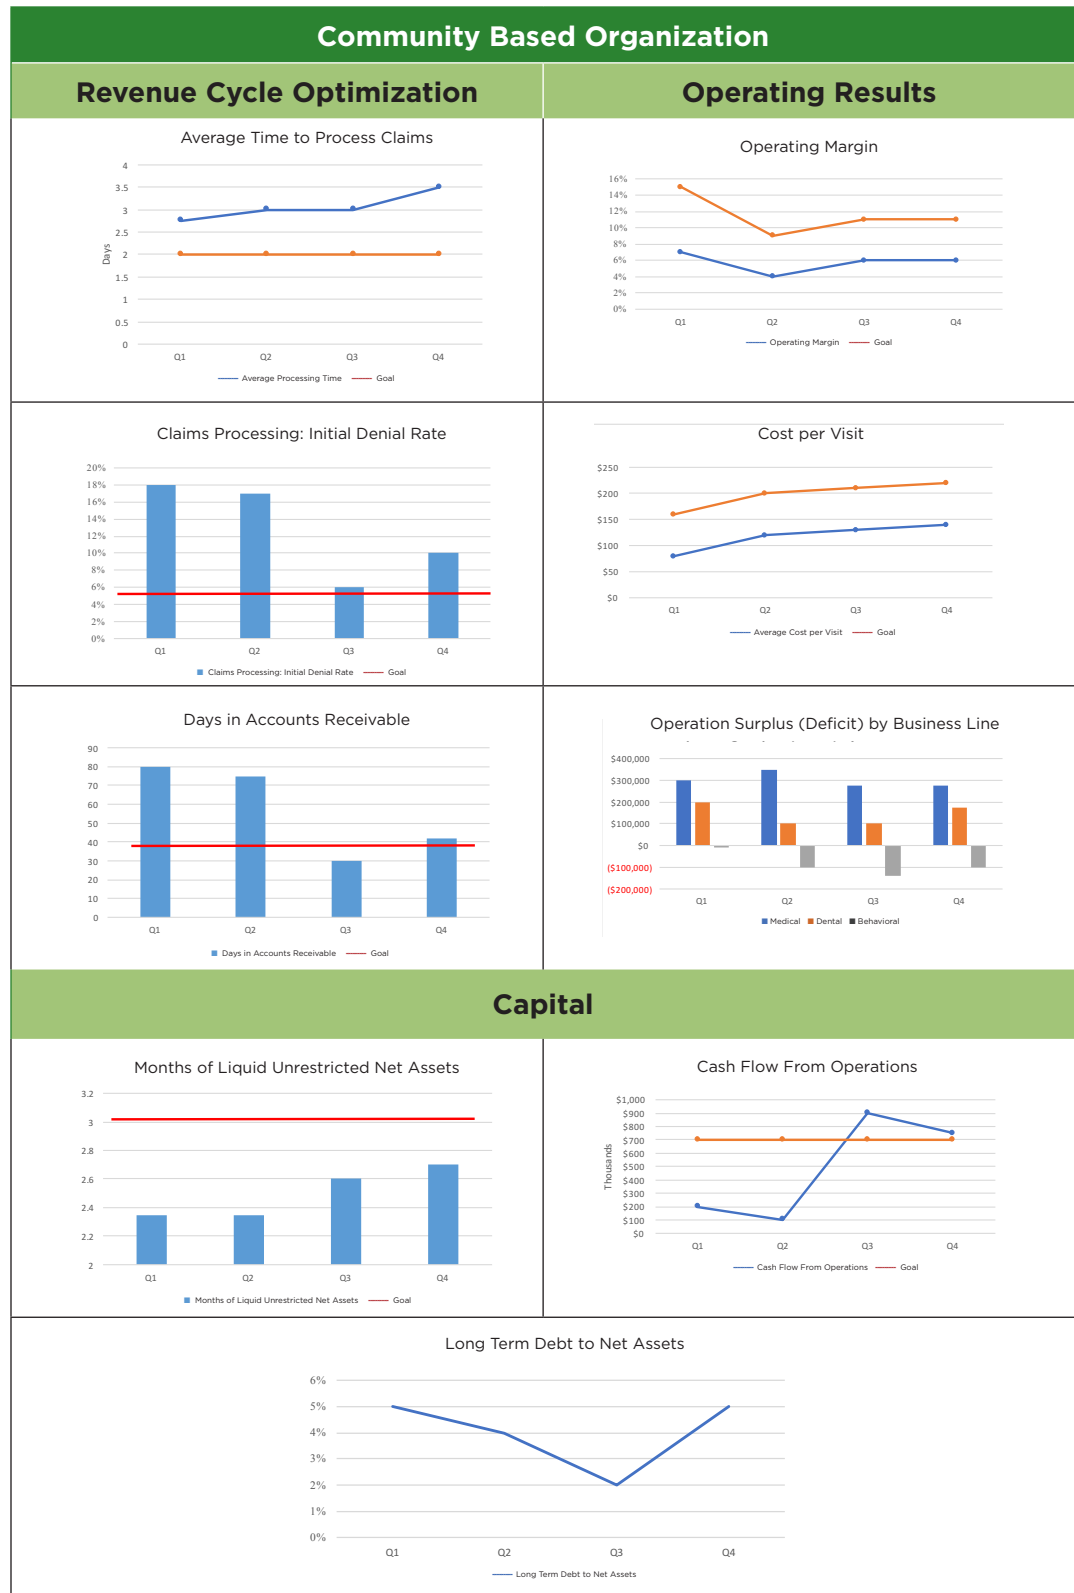 Community Based Organization
Revenue Cycle Optimization
Operating Results
Average Time to Process Claims
4
3.5
3
2.5
2
1.5
1
0.5
0
Days
Q1 Q2 Q3 Q4
Average Processing Time Goal
Operating Margin
16%
14%
12%
10%
8%
6%
4%
2%
0%
Q1 Q2 Q3 Q4
Operating Margin Goal
Claims Processing: Initial Denial Rate
20%
18%
16%
14%
12%
10%
8%
6%
4%
2%
0%
Q1 Q2 Q3 Q4
Claims Processing: Initial Denial Rate Goal
Cost per Visit
$250
$200
$150
$100
$50
$0
Q1 Q2 Q3 Q4
Average Cost per Visit Goal
Days in Accounts Receivable
90
80
70
60
50
40
30
20
10
0
Q1 Q2 Q3 Q4
Days in Accounts Receivable Goal
Operation Surplus (Deficit) by Business Line
$400,000
$300,000
$200,000
$100,000
$0
($100,000)
($200,000)
Q1 Q2 Q3 Q4
Medical Dental Behavioral
Capital
Months of Liquid Unrestricted Net Assets
3.2
3
2.8
2.6
2.4
2.2
2
Q1 Q2 Q3 Q4
Months of Liquid Unrestricted Net Assets Goal
Cash Flow From Operations
$1,000
$900
$800
$700
$600
$500
$400
$300
$200
$100
$0
Thousands
Q1 Q2 Q3 Q4
Cash Flow From Operations Goal
Long Term Debt to Net Assets
6%
5%
4%
3%
2%
1%
0%
Q1 Q2 Q3 Q4
Long Term Debt to Net Assets